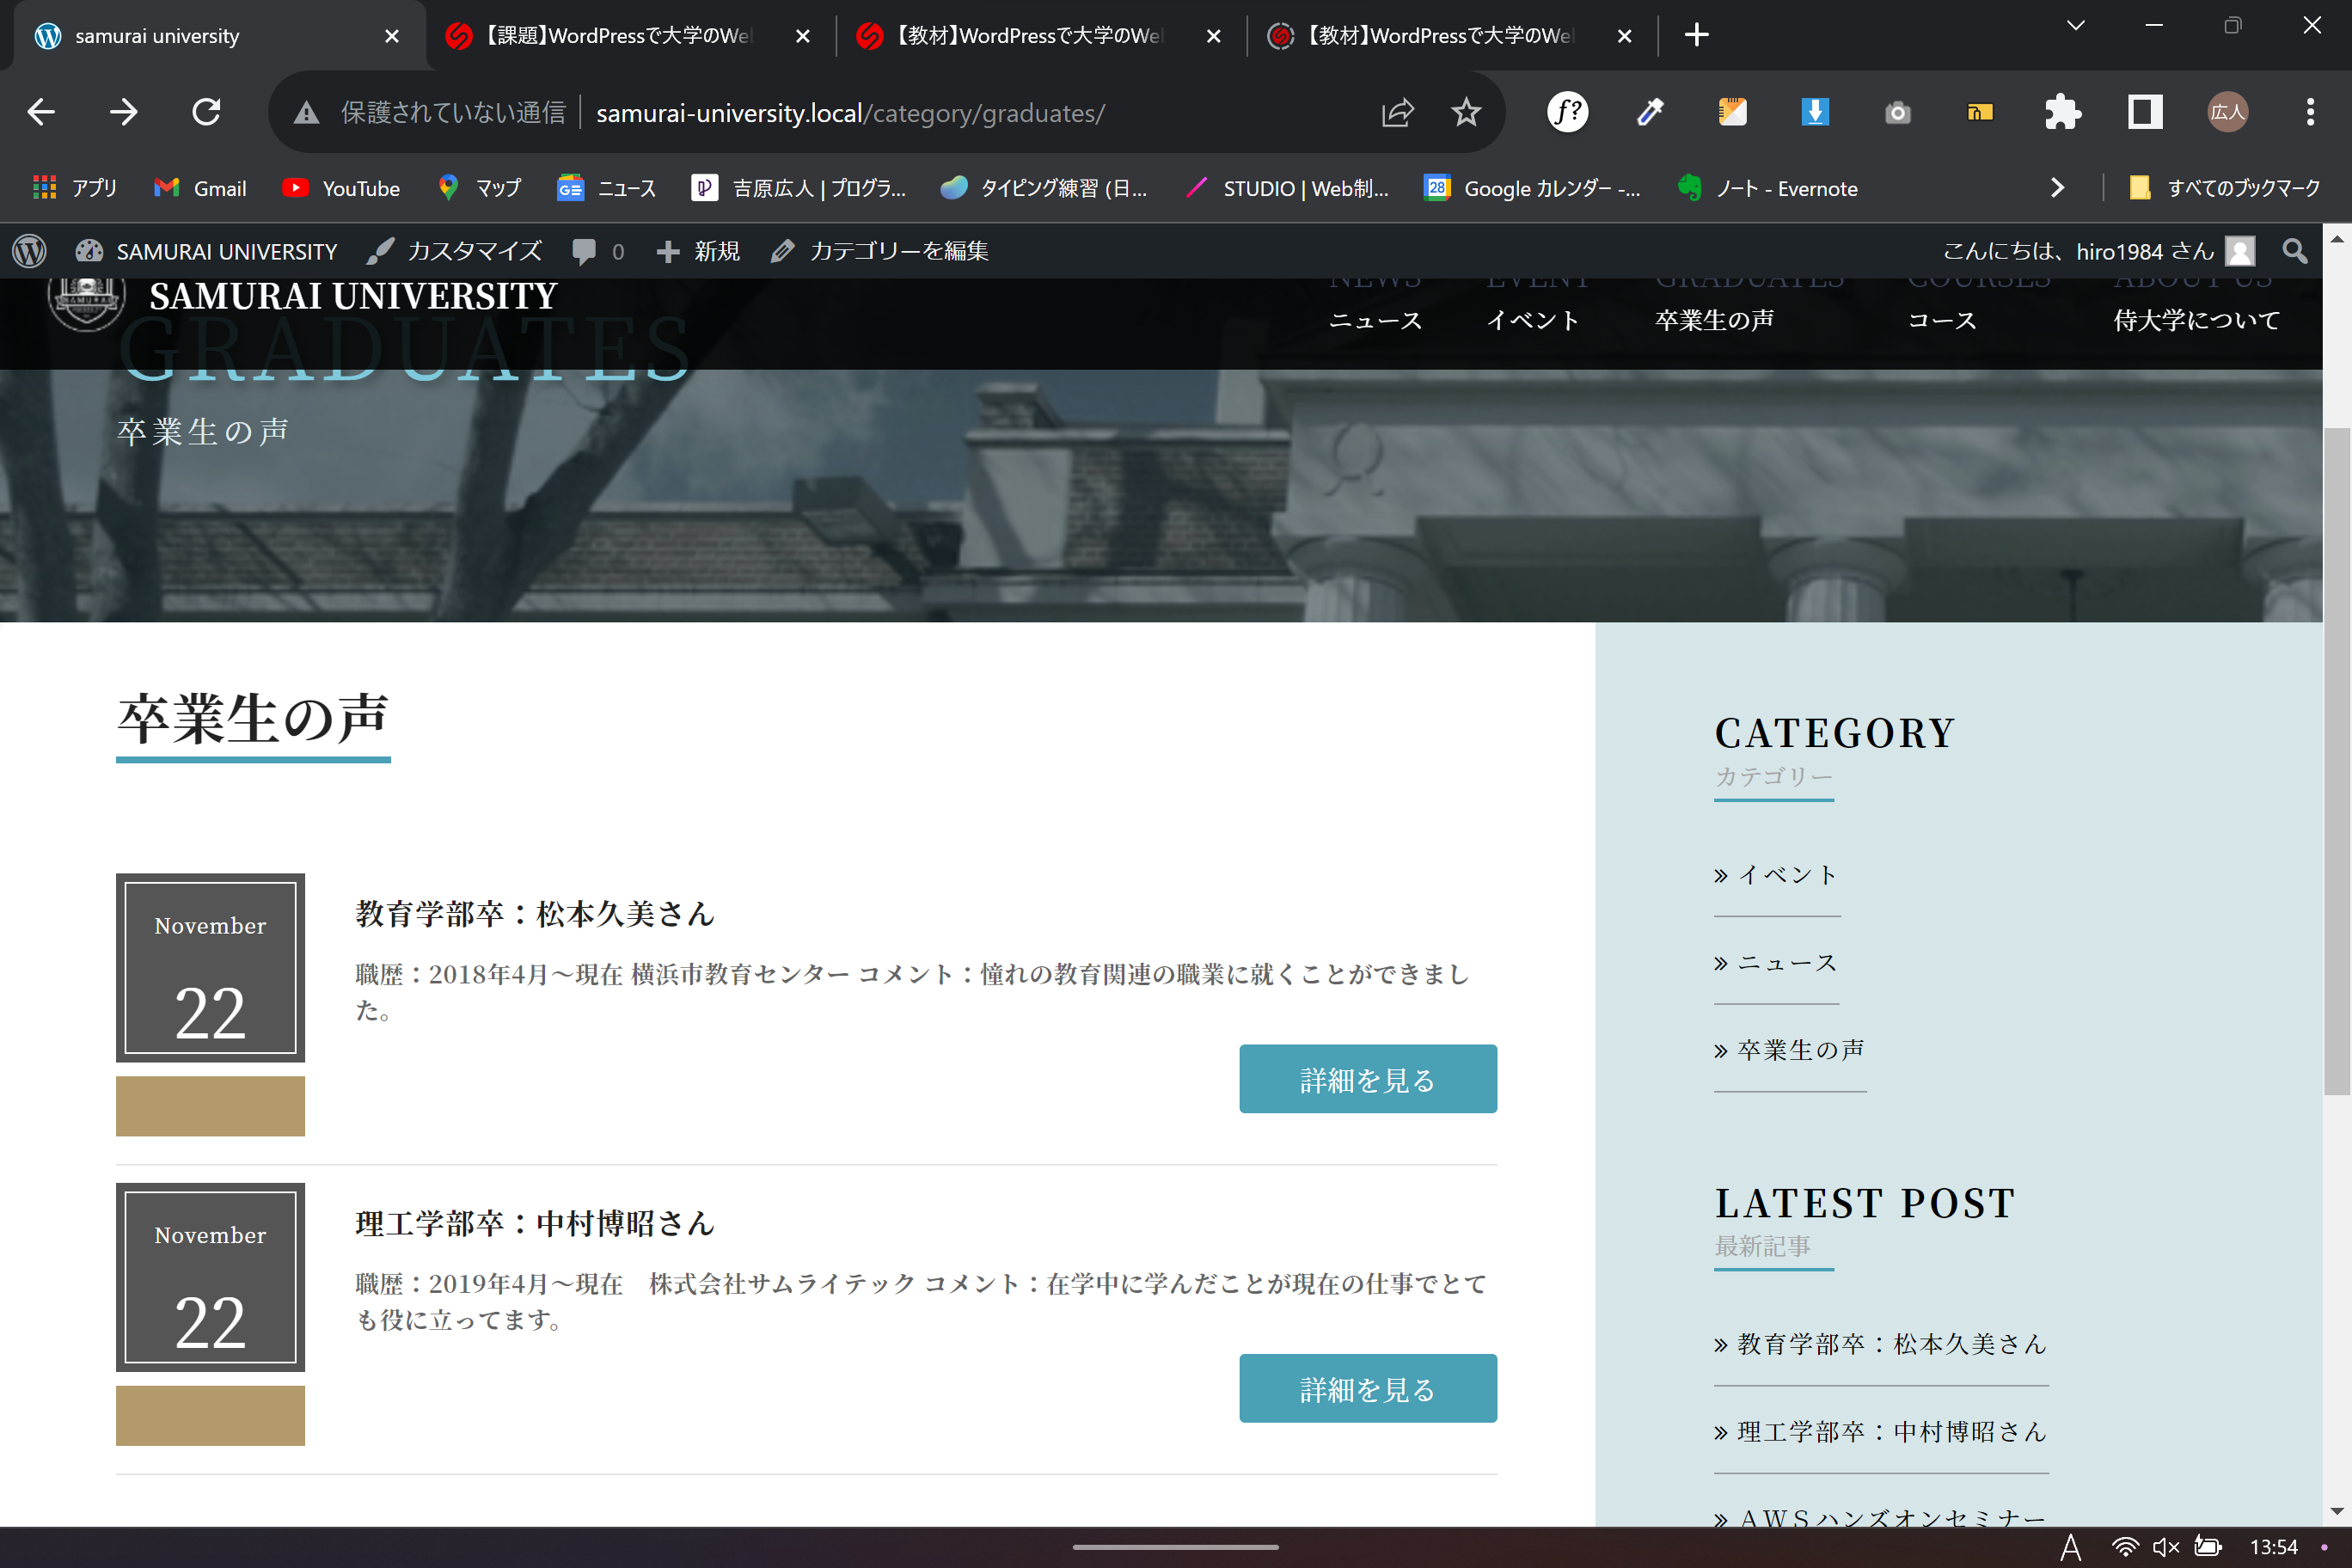 samurai university
【課題】WordPressで大学のWe
【教材】WordPressで大学のWe
【教材】WordPressで大学のWel
保護されていない通信
samurai-university.local/category/graduates/
f?
広人
アプリ
Gmail
YouTube
マップ
ニュース
吉原広人 | プログラ...
タイピング練習 (日...
STUDIO | Web制...
28
Google カレンダー -...
ノート - Evernote
すべてのブックマーク
SAMURAI UNIVERSITY
カスタマイズ
0
新規
カテゴリーを編集
こんにちは、hiro1984 さん
SAMURAI UNIVERSITY
NEWS
ニュース
EVENT
イベント
GRADUATES
卒業生の声
COURSES
コース
ABOUT US
侍大学について
GRADUATES
卒業生の声
卒業生の声
November
22
教育学部卒：松本久美さん
職歴：2018年4月～現在 横浜市教育センター コメント：憧れの教育関連の職業に就くことができまし
た。
詳細を見る
November
22
理工学部卒：中村博昭さん
職歴：2019年4月～現在　株式会社サムライテック コメント：在学中に学んだことが現在の仕事でとて
も役に立ってます。
詳細を見る
CATEGORY
カテゴリー
» イベント
» ニュース
» 卒業生の声
LATEST POST
最新記事
» 教育学部卒：松本久美さん
» 理工学部卒：中村博昭さん
» ＡＷＳハンズオンセミナー
A
13:54